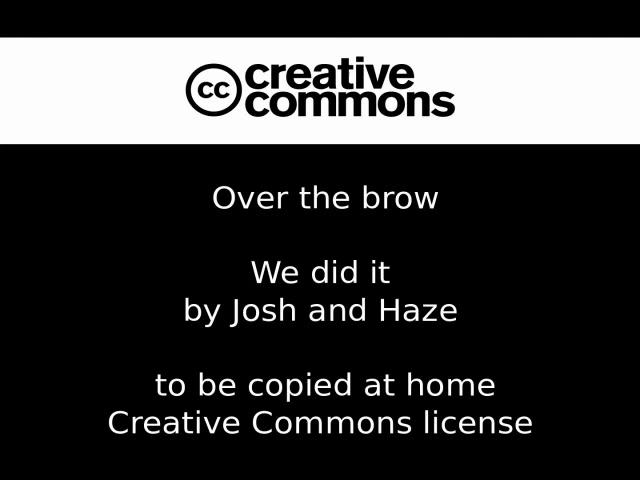 cc creative
commons
Over the brow
We did it
by Josh and Haze
to be copied at home
Creative Commons license